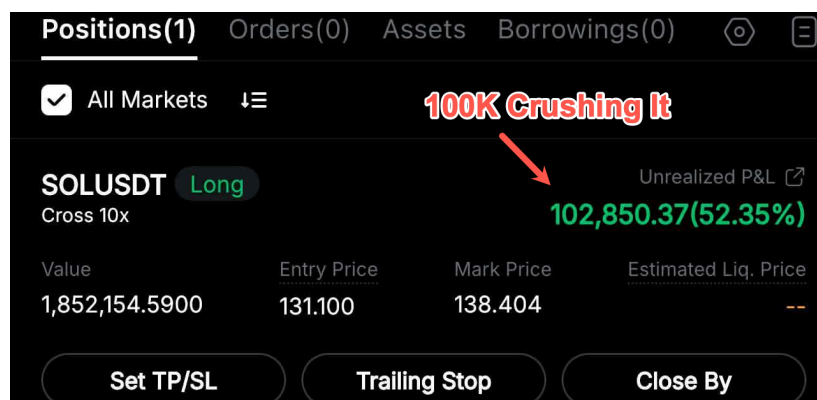 Positions(1) Orders(0) Assets Borrowings(0)
All Markets
100K Crushing It
SOLUSDT Long
Unrealized P&L
Cross 10x
102,850.37(52.35%)
Value Entry Price Mark Price Estimated Liq. Price
1,852,154.5900 131.100 138.404 --
Set TP/SL Trailing Stop Close By